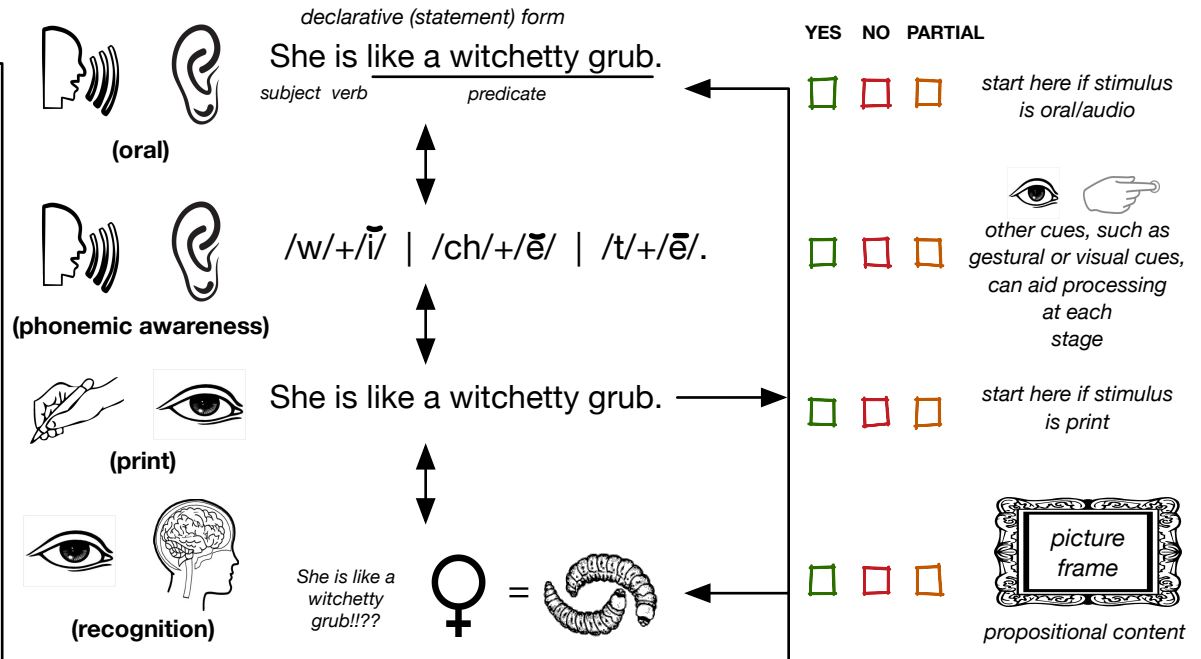 declarative (statement) form
YES NO PARTIAL
She is like a witchetty grub.
subject verb predicate
start here if stimulus
is oral/audio
(oral)
/w/+/ĭ/ | /ch/+/ĕ/ | /t/+/ē/.
other cues, such as
gestural or visual cues,
can aid processing
at each
stage
(phonemic awareness)
She is like a witchetty grub.
start here if stimulus
is print
(print)
She is like a
witchetty
grub!!??
=
picture
frame
(recognition)
propositional content